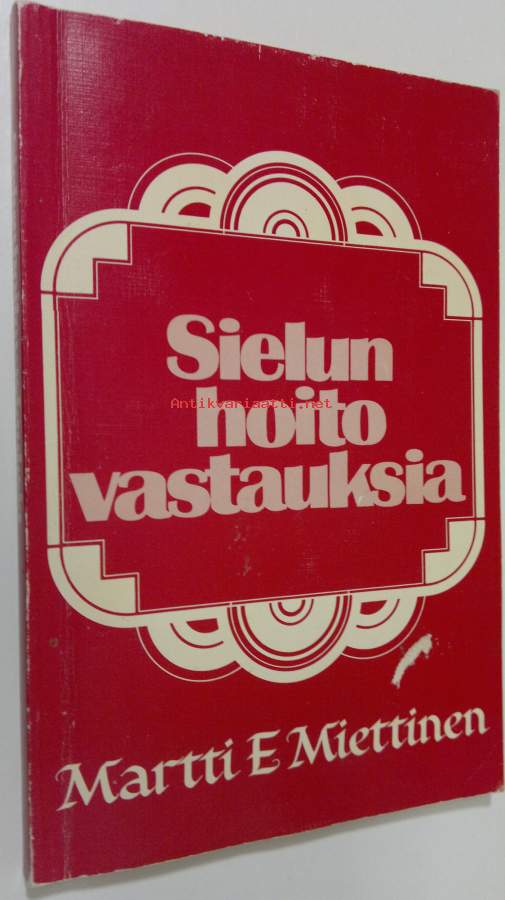 Sielun
Antikvariaatti.net
hoito
vastauksia
Martti E Miettinen